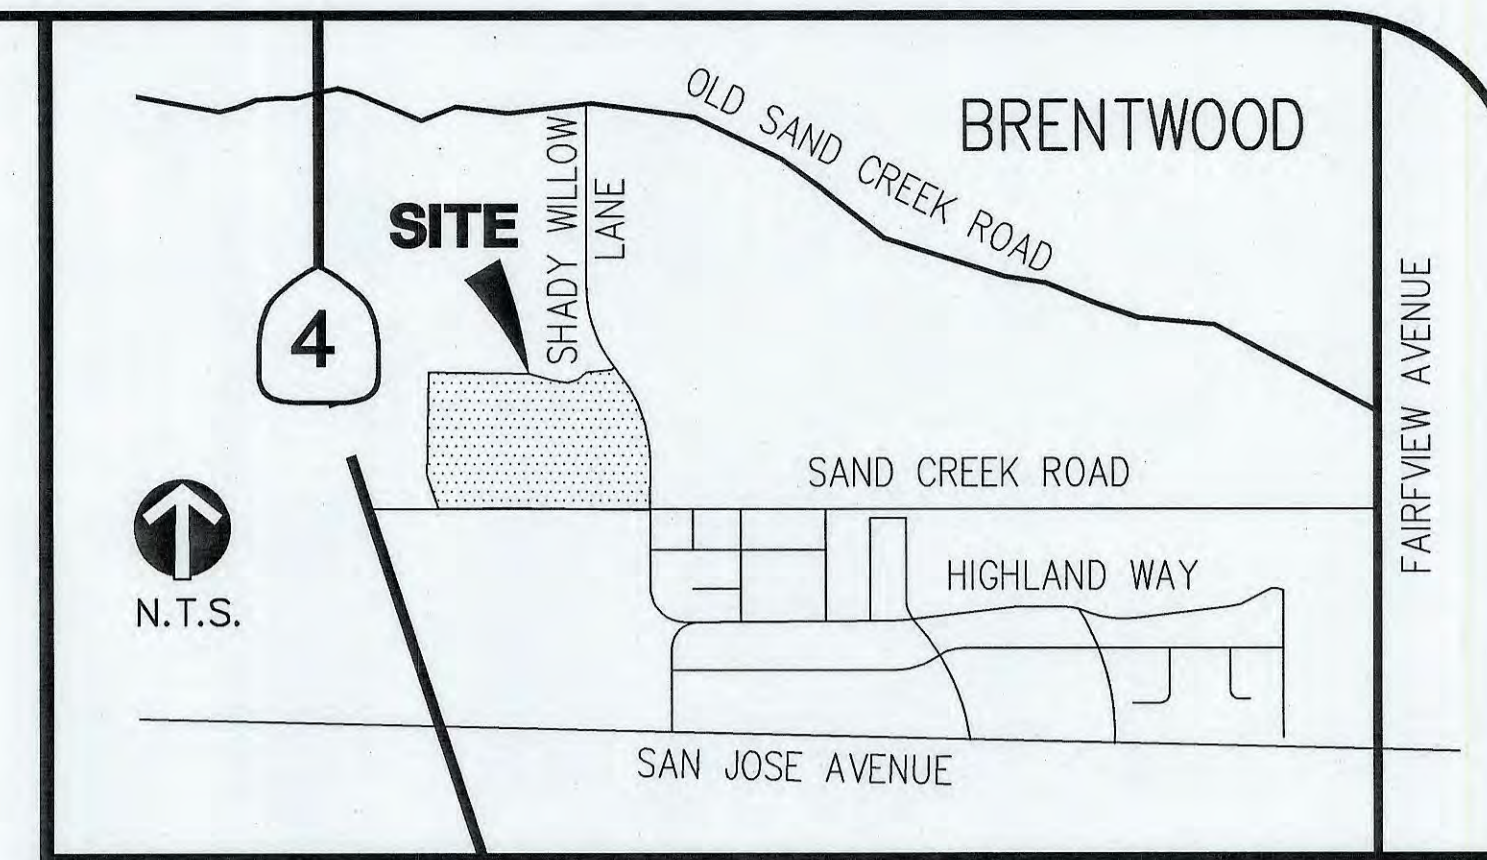 OLD SAND CREEK ROAD
BRENTWOOD
SHADY WILLOW
LANE
SITE
4
FAIRFVIEW AVENUE
SAND CREEK ROAD
HIGHLAND WAY
N.T.S.
SAN JOSE AVENUE